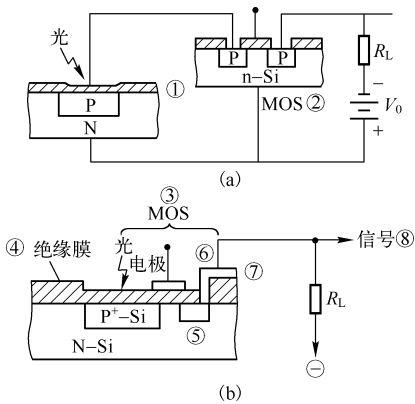 光
①
P
N
P
P
n–Si
MOS ②
R_L
−
V_0
+
(a)
③
MOS
④ 绝缘膜
光
电极
⑥
⑦
信号⑧
P⁺–Si
⑤
N–Si
R_L
⊖
(b)